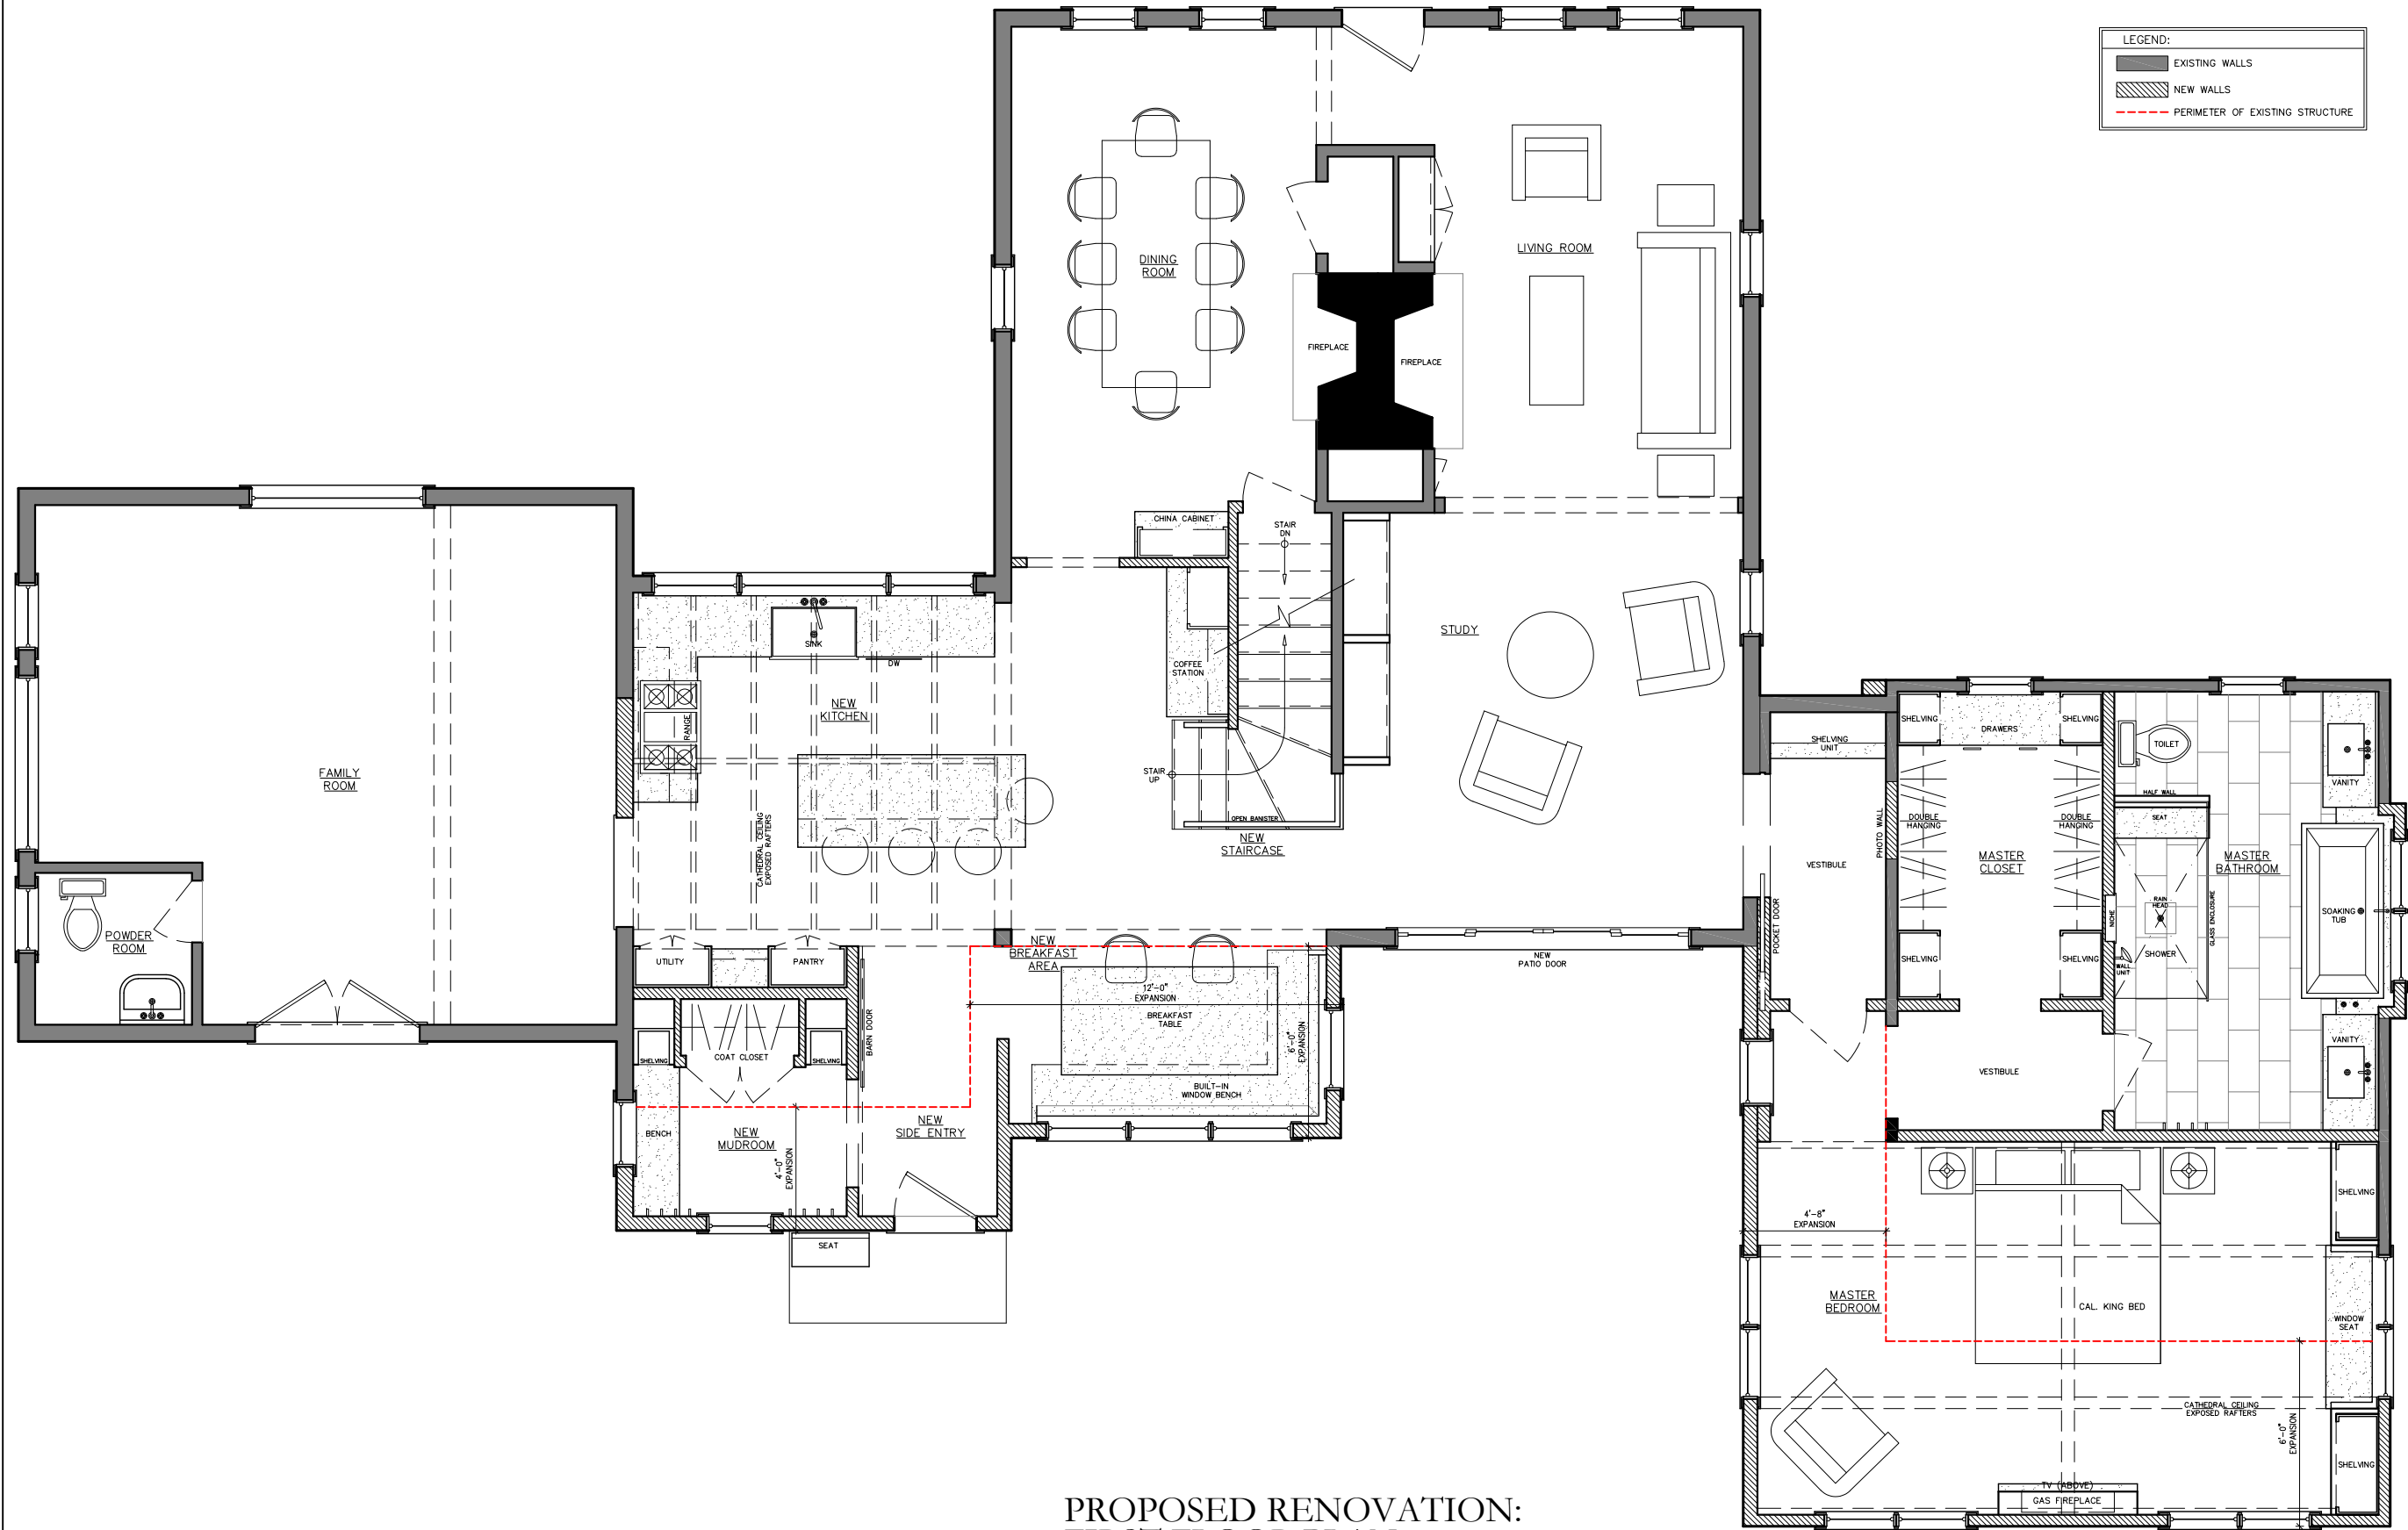 LEGEND:
EXISTING WALLS
NEW WALLS
PERIMETER OF EXISTING STRUCTURE
DINING
ROOM
LIVING ROOM
FIREPLACE
FIREPLACE
CHINA CABINET
STAIR
DN
COFFEE
STATION
STUDY
SINK
DW
RANGE
NEW
KITCHEN
CATHEDRAL CEILING
EXPOSED RAFTERS
STAIR
UP
OPEN BANISTER
NEW
STAIRCASE
FAMILY
ROOM
POWDER
ROOM
UTILITY
PANTRY
NEW
BREAKFAST
AREA
12'-0"
EXPANSION
BREAKFAST
TABLE
6'-0"
EXPANSION
BUILT-IN
WINDOW BENCH
NEW
PATIO DOOR
SHELVING
COAT CLOSET
SHELVING
BARN DOOR
BENCH
NEW
MUDROOM
4'-0"
EXPANSION
NEW
SIDE ENTRY
SEAT
SHELVING
UNIT
VESTIBULE
PHOTO WALL
POCKET DOOR
SHELVING
DRAWERS
SHELVING
DOUBLE
HANGING
DOUBLE
HANGING
MASTER
CLOSET
SHELVING
SHELVING
TOILET
VANITY
HALF WALL
SEAT
MASTER
BATHROOM
RAIN
HEAD
NICHE
GLASS ENCLOSURE
SOAKING
TUB
SHOWER
WALL
UNIT
VANITY
VESTIBULE
SHELVING
4'-8"
EXPANSION
MASTER
BEDROOM
CAL. KING BED
WINDOW
SEAT
CATHEDRAL CEILING
EXPOSED RAFTERS
6'-0"
EXPANSION
SHELVING
TV (ABOVE)
GAS FIREPLACE
PROPOSED RENOVATION:
FIRST FLOOR PLAN